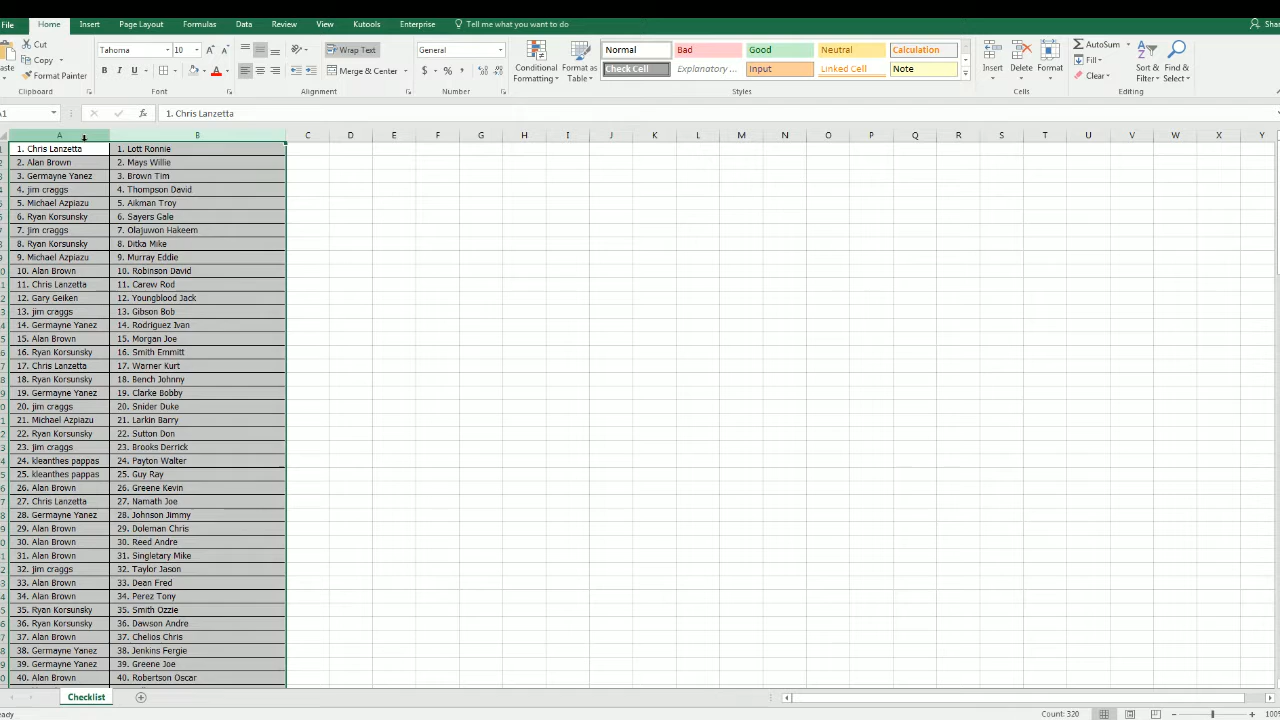 File Home Insert Page Layout Formulas Data Review View Kutools Enterprise Tell me what you want to do
Cut Tahoma 10 Wrap Text General Normal Bad Good Neutral Calculation AutoSum
Copy Fill
Format Painter B I U A Merge & Center $ % , Conditional Formatting Format as Table Check Cell Explanatory ... Input Linked Cell Note Insert Delete Format Clear Sort & Filter Find & Select
Clipboard Font Alignment Number Styles Cells Editing
A1 fx 1. Chris Lanzetta
A B C D E F G H I J K L M N O P Q R S T U V W X Y
1. Chris Lanzetta 1. Lott Ronnie
2. Alan Brown 2. Mays Willie
3. Germayne Yanez 3. Brown Tim
4. jim craggs 4. Thompson David
5. Michael Azpiazu 5. Aikman Troy
6. Ryan Korsunsky 6. Sayers Gale
7. jim craggs 7. Olajuwon Hakeem
8. Ryan Korsunsky 8. Ditka Mike
9. Michael Azpiazu 9. Murray Eddie
10. Alan Brown 10. Robinson David
11. Chris Lanzetta 11. Carew Rod
12. Gary Geiken 12. Youngblood Jack
13. jim craggs 13. Gibson Bob
14. Germayne Yanez 14. Rodriguez Ivan
15. Alan Brown 15. Morgan Joe
16. Ryan Korsunsky 16. Smith Emmitt
17. Chris Lanzetta 17. Warner Kurt
18. Ryan Korsunsky 18. Bench Johnny
19. Germayne Yanez 19. Clarke Bobby
20. jim craggs 20. Snider Duke
21. Michael Azpiazu 21. Larkin Barry
22. Ryan Korsunsky 22. Sutton Don
23. jim craggs 23. Brooks Derrick
24. kleanthes pappas 24. Payton Walter
25. kleanthes pappas 25. Guy Ray
26. Alan Brown 26. Greene Kevin
27. Chris Lanzetta 27. Namath Joe
28. Germayne Yanez 28. Johnson Jimmy
29. Alan Brown 29. Doleman Chris
30. Alan Brown 30. Reed Andre
31. Alan Brown 31. Singletary Mike
32. jim craggs 32. Taylor Jason
33. Alan Brown 33. Dean Fred
34. Alan Brown 34. Perez Tony
35. Ryan Korsunsky 35. Smith Ozzie
36. Ryan Korsunsky 36. Dawson Andre
37. Alan Brown 37. Chelios Chris
38. Germayne Yanez 38. Jenkins Fergie
39. Germayne Yanez 39. Greene Joe
40. Alan Brown 40. Robertson Oscar
Checklist
Count: 320